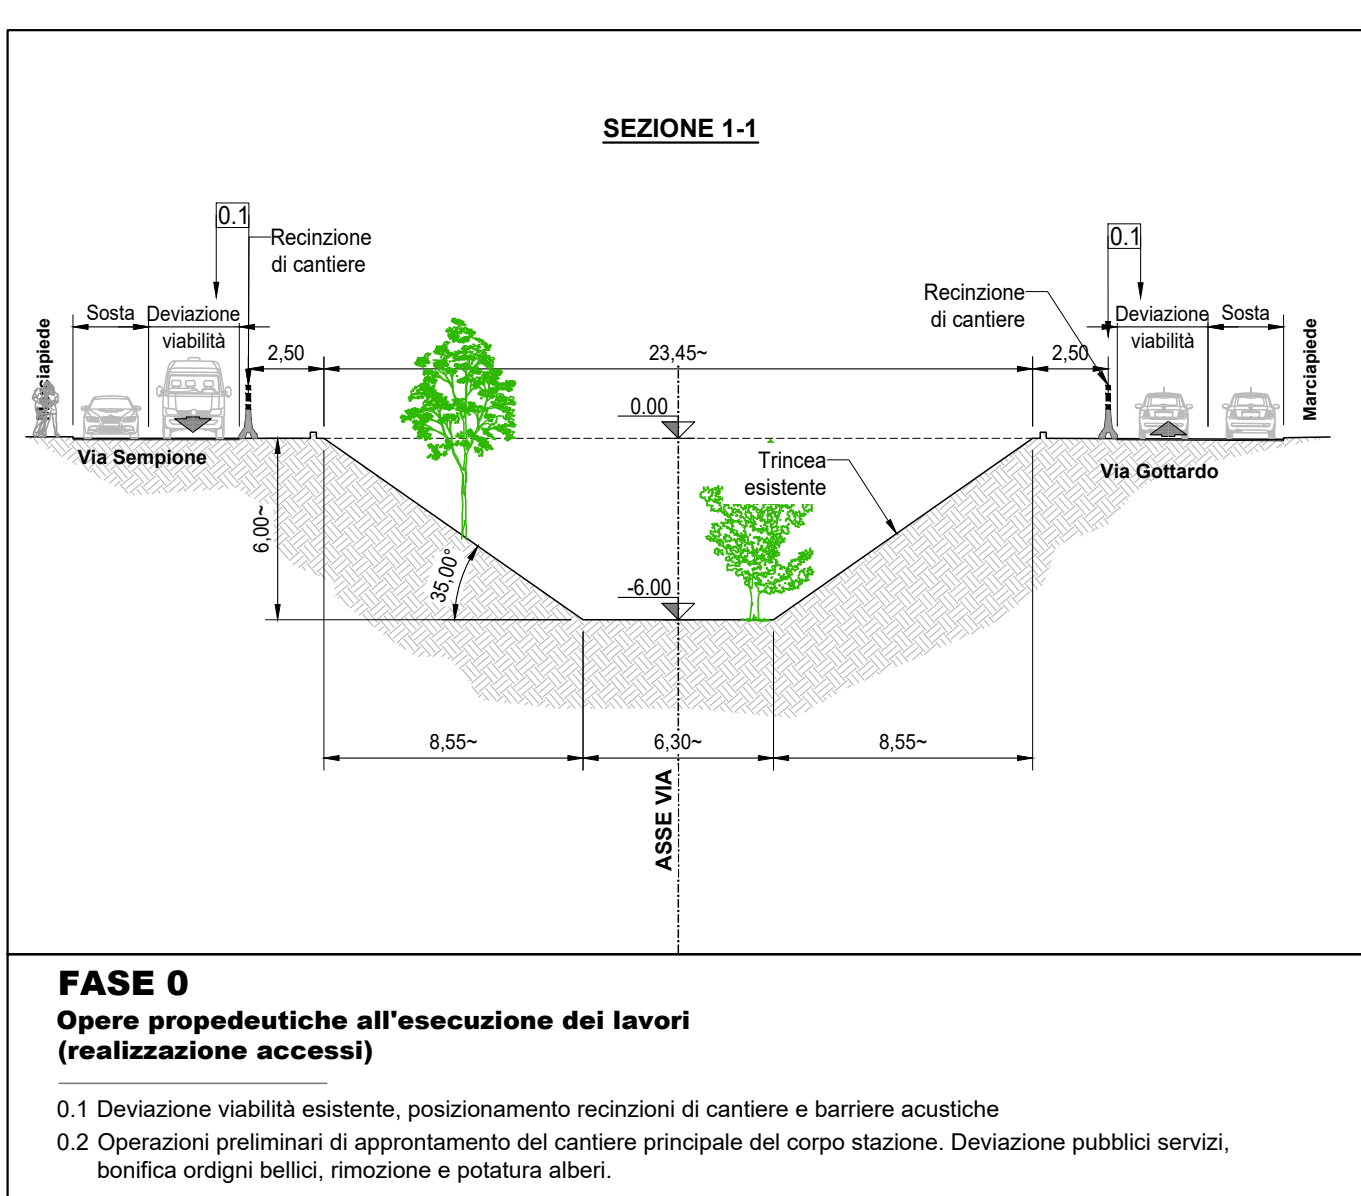 SEZIONE 1-1
0.1
Recinzione
di cantiere
0.1
Recinzione
di cantiere
Sosta
Deviazione
viabilità
Deviazione
viabilità
Sosta
Marciapiede
2,50
23,45~
2,50
0.00
Via Sempione
Trincea
esistente
Via Gottardo
6,00~
35,00°
-6.00
8,55~
6,30~
8,55~
ASSE VIA
FASE 0
Opere propedeutiche all'esecuzione dei lavori
(realizzazione accessi)
0.1 Deviazione viabilità esistente, posizionamento recinzioni di cantiere e barriere acustiche
0.2 Operazioni preliminari di approntamento del cantiere principale del corpo stazione. Deviazione pubblici servizi,
bonifica ordigni bellici, rimozione e potatura alberi.